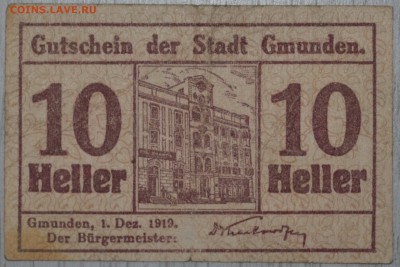 COINS.LAVE.RU
Gutschein der Stadt Gmunden.
10 Heller
10 Heller
Gmunden, 1. Dez. 1919.
Der Bürgermeister: